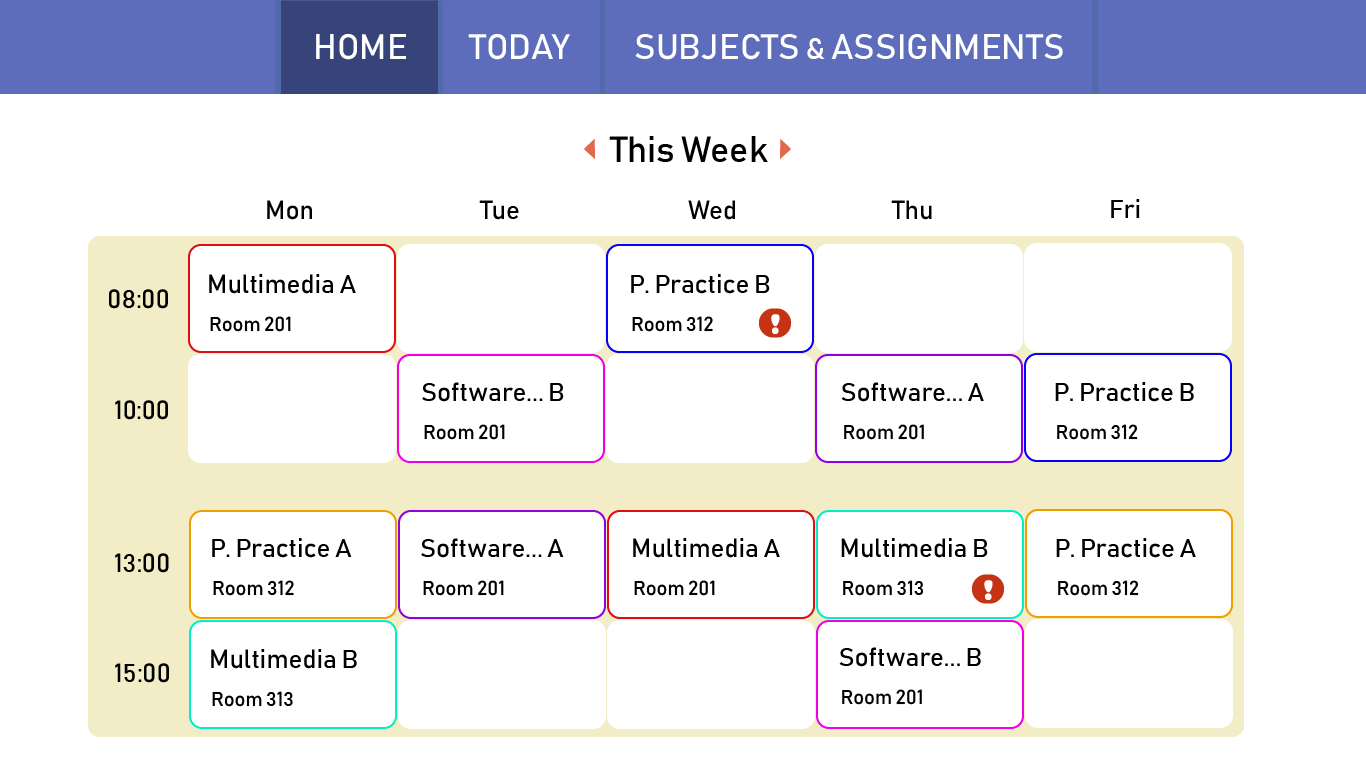 HOME TODAY SUBJECTS & ASSIGNMENTS
This Week
Mon Tue Wed Thu Fri
08:00
Multimedia A
Room 201
P. Practice B
Room 312
10:00
Software... B
Room 201
Software... A
Room 201
P. Practice B
Room 312
13:00
P. Practice A
Room 312
Software... A
Room 201
Multimedia A
Room 201
Multimedia B
Room 313
P. Practice A
Room 312
15:00
Multimedia B
Room 313
Software... B
Room 201